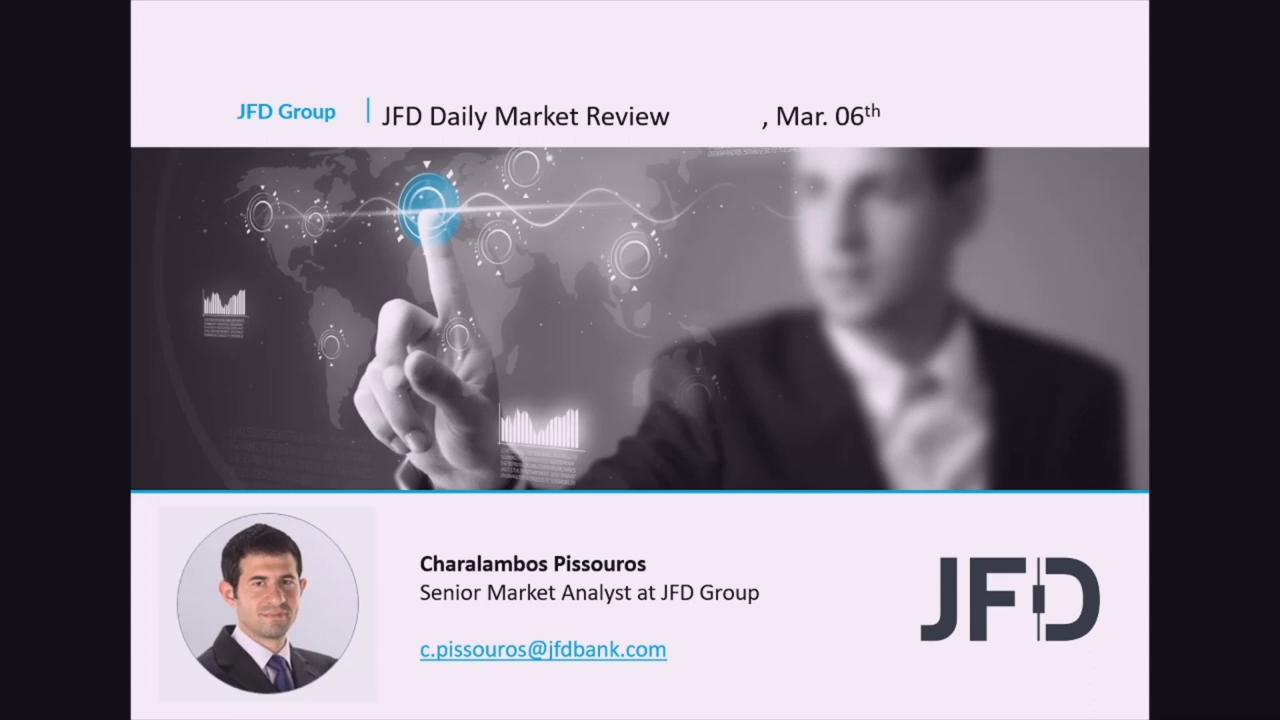 JFD Group
JFD Daily Market Review , Mar. 06th
Charalambos Pissouros
Senior Market Analyst at JFD Group
c.pissouros@jfdbank.com
JFD